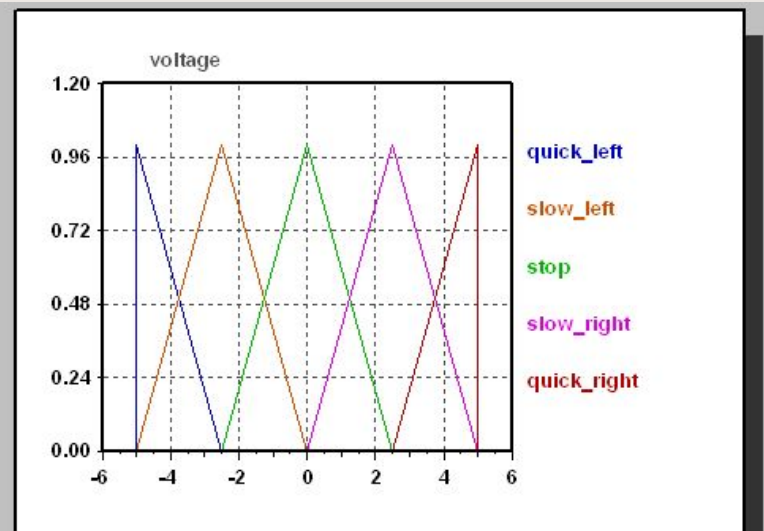 voltage
1.20
0.96
0.72
0.48
0.24
0.00
-6 -4 -2 0 2 4 6
quick_left
slow_left
stop
slow_right
quick_right